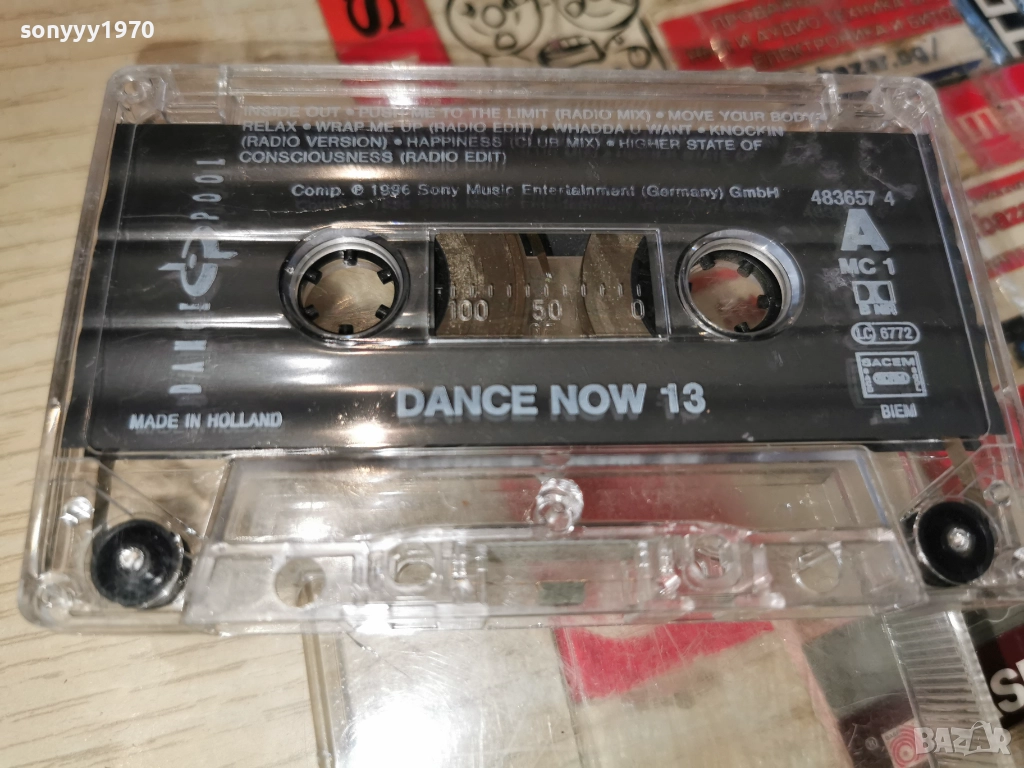 sonyyy1970
INSIDE OUT • PUSH ME TO THE LIMIT (RADIO MIX) • MOVE YOUR BODY •
RELAX • WRAP ME UP (RADIO EDIT) • WHADDA U WANT • KNOCKIN
(RADIO VERSION) • HAPPINESS (CLUB MIX) • HIGHER STATE OF
CONSCIOUSNESS (RADIO EDIT)
Comp. ℗ 1996 Sony Music Entertainment (Germany) GmbH
483657 4
A
MC 1
LC 6772
SACEM
BIEM
DANCE POOL
100 50 0
DANCE NOW 13
MADE IN HOLLAND
BAZAR